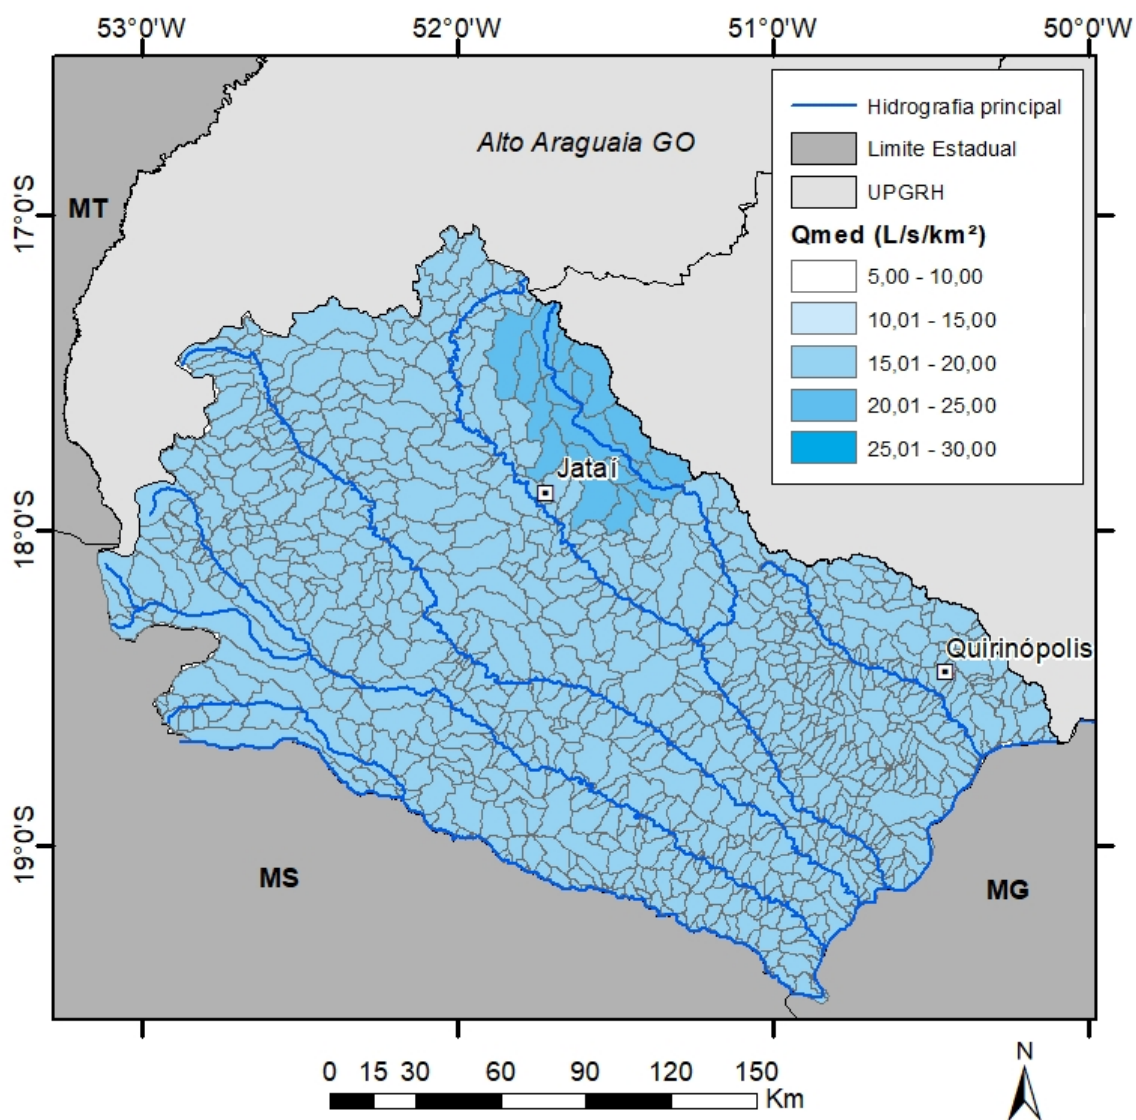 53°0'W 52°0'W 51°0'W 50°0'W
Hidrografia principal
Limite Estadual
UPGRH
Qmed (L/s/km²)
5,00 - 10,00
10,01 - 15,00
15,01 - 20,00
20,01 - 25,00
25,01 - 30,00
Alto Araguaia GO
MT
17°0'S
Jataí
18°0'S
Quirinópolis
19°0'S
MS
MG
0 15 30 60 90 120 150
Km
N